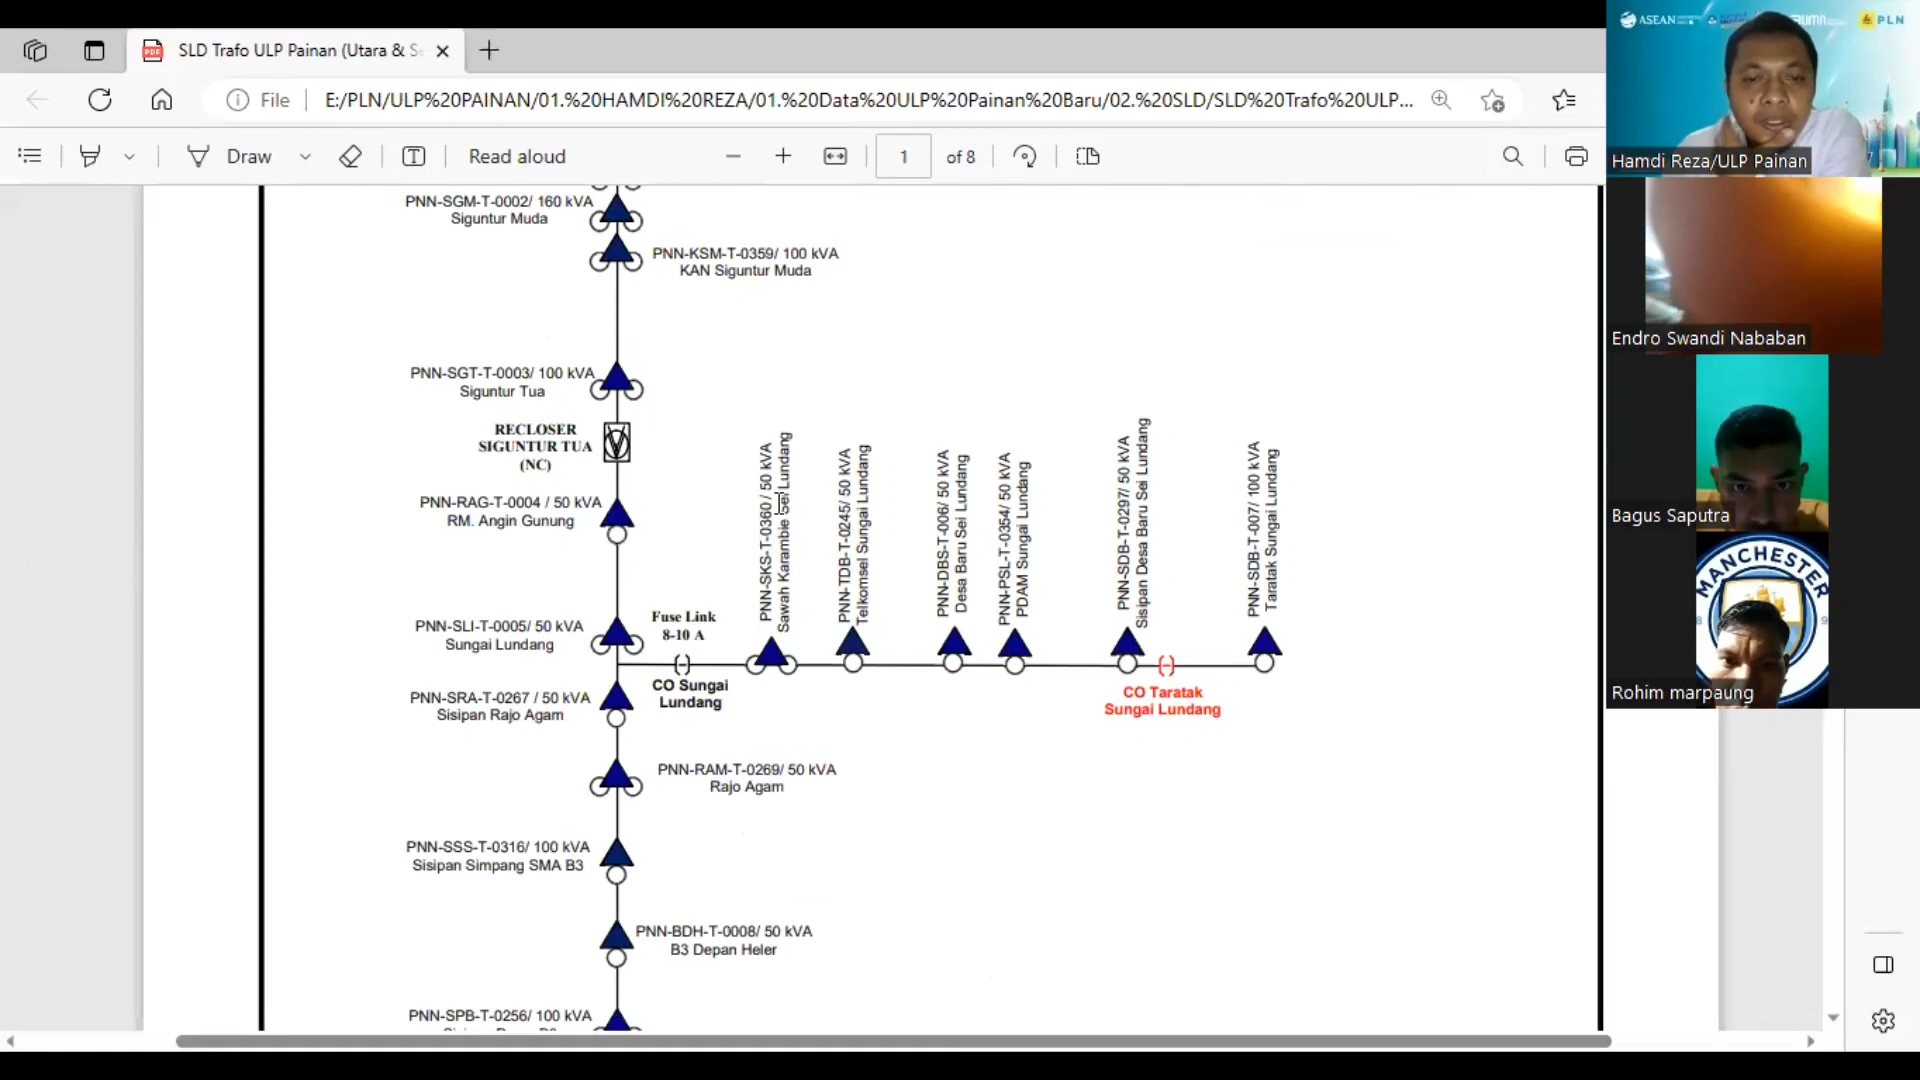 SLD Trafo ULP Painan (Utara & S
File
E:/PLN/ULP%20PAINAN/01.%20HAMDI%20REZA/01.%20Data%20ULP%20Painan%20Baru/02.%20SLD/SLD%20Trafo%20ULP...
Draw
Read aloud
1
of 8
PNN-SGM-T-0002/ 160 kVA
Siguntur Muda
PNN-KSM-T-0359/ 100 kVA
KAN Siguntur Muda
PNN-SGT-T-0003/ 100 kVA
Siguntur Tua
RECLOSER
SIGUNTUR TUA
(NC)
PNN-RAG-T-0004 / 50 kVA
RM. Angin Gunung
PNN-SLI-T-0005/ 50 kVA
Sungai Lundang
Fuse Link
8-10 A
CO Sungai
Lundang
PNN-SKS-T-0360 / 50 kVA
Sawah Karambie Sei Lundang
PNN-TDB-T-0245/ 50 kVA
Telkomsel Sungai Lundang
PNN-DBS-T-006/ 50 kVA
Desa Baru Sei Lundang
PNN-PSL-T-0354/ 50 kVA
PDAM Sungai Lundang
PNN-SDB-T-0297/ 50 kVA
Sisipan Desa Baru Sei Lundang
PNN-SDB-T-007/ 100 kVA
Taratak Sungai Lundang
CO Taratak
Sungai Lundang
PNN-SRA-T-0267 / 50 kVA
Sisipan Rajo Agam
PNN-RAM-T-0269/ 50 kVA
Rajo Agam
PNN-SSS-T-0316/ 100 kVA
Sisipan Simpang SMA B3
PNN-BDH-T-0008/ 50 kVA
B3 Depan Heler
PNN-SPB-T-0256/ 100 kVA
ASEAN
PLN
Hamdi Reza/ULP Painan
Endro Swandi Nababan
Bagus Saputra
MANCHESTER
8 9
Rohim marpaung